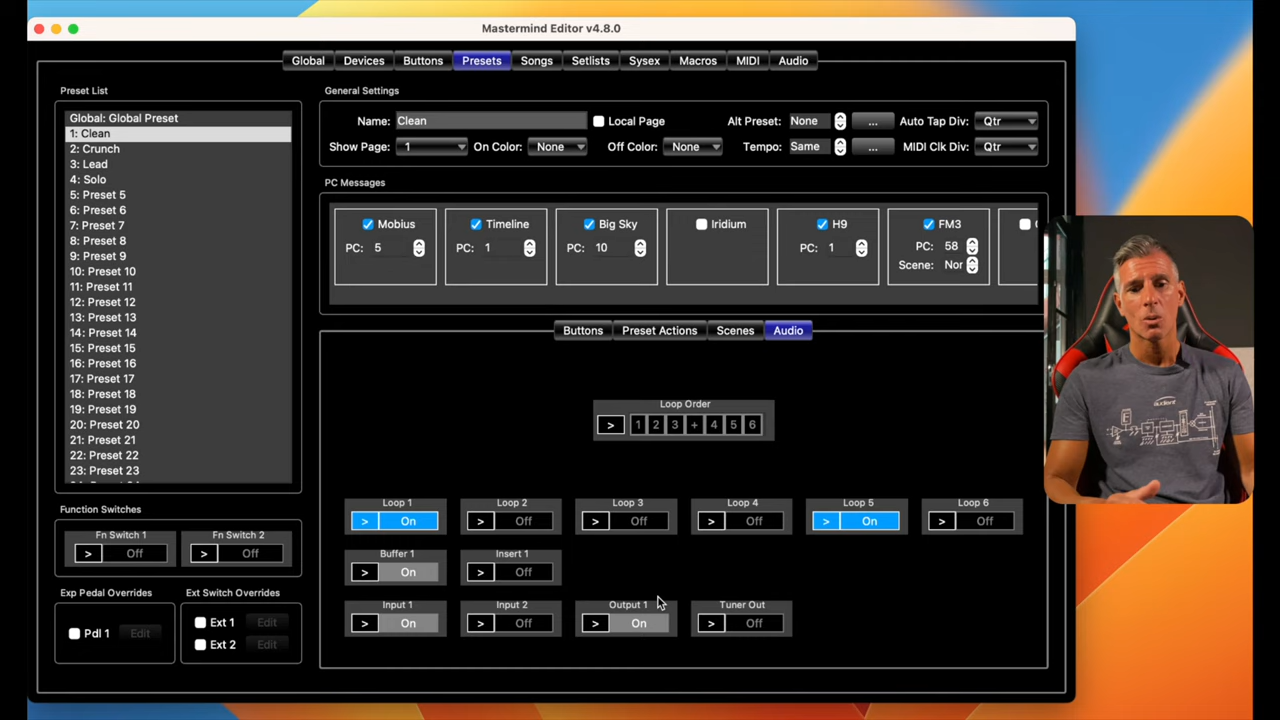 Mastermind Editor v4.8.0
Global Devices Buttons Presets Songs Setlists Sysex Macros MIDI Audio
Preset List
Global: Global Preset
1: Clean
2: Crunch
3: Lead
4: Solo
5: Preset 5
6: Preset 6
7: Preset 7
8: Preset 8
9: Preset 9
10: Preset 10
11: Preset 11
12: Preset 12
13: Preset 13
14: Preset 14
15: Preset 15
16: Preset 16
17: Preset 17
18: Preset 18
19: Preset 19
20: Preset 20
21: Preset 21
22: Preset 22
23: Preset 23
Function Switches
Fn Switch 1 Fn Switch 2
> Off > Off
Exp Pedal Overrides Ext Switch Overrides
Pdl 1 Edit
Ext 1 Edit
Ext 2 Edit
General Settings
Name: Clean Local Page Alt Preset: None ... Auto Tap Div: Qtr
Show Page: 1 On Color: None Off Color: None Tempo: Same ... MIDI Clk Div: Qtr
PC Messages
Mobius Timeline Big Sky Iridium H9 FM3
PC: 5 PC: 1 PC: 10 PC: 1 PC: 58
Scene: Nor
Buttons Preset Actions Scenes Audio
Loop Order
> 1 2 3 + 4 5 6
Loop 1 Loop 2 Loop 3 Loop 4 Loop 5 Loop 6
> On > Off > Off > Off > On > Off
Buffer 1 Insert 1
> On > Off
Input 1 Input 2 Output 1 Tuner Out
> On > Off > On > Off
audient